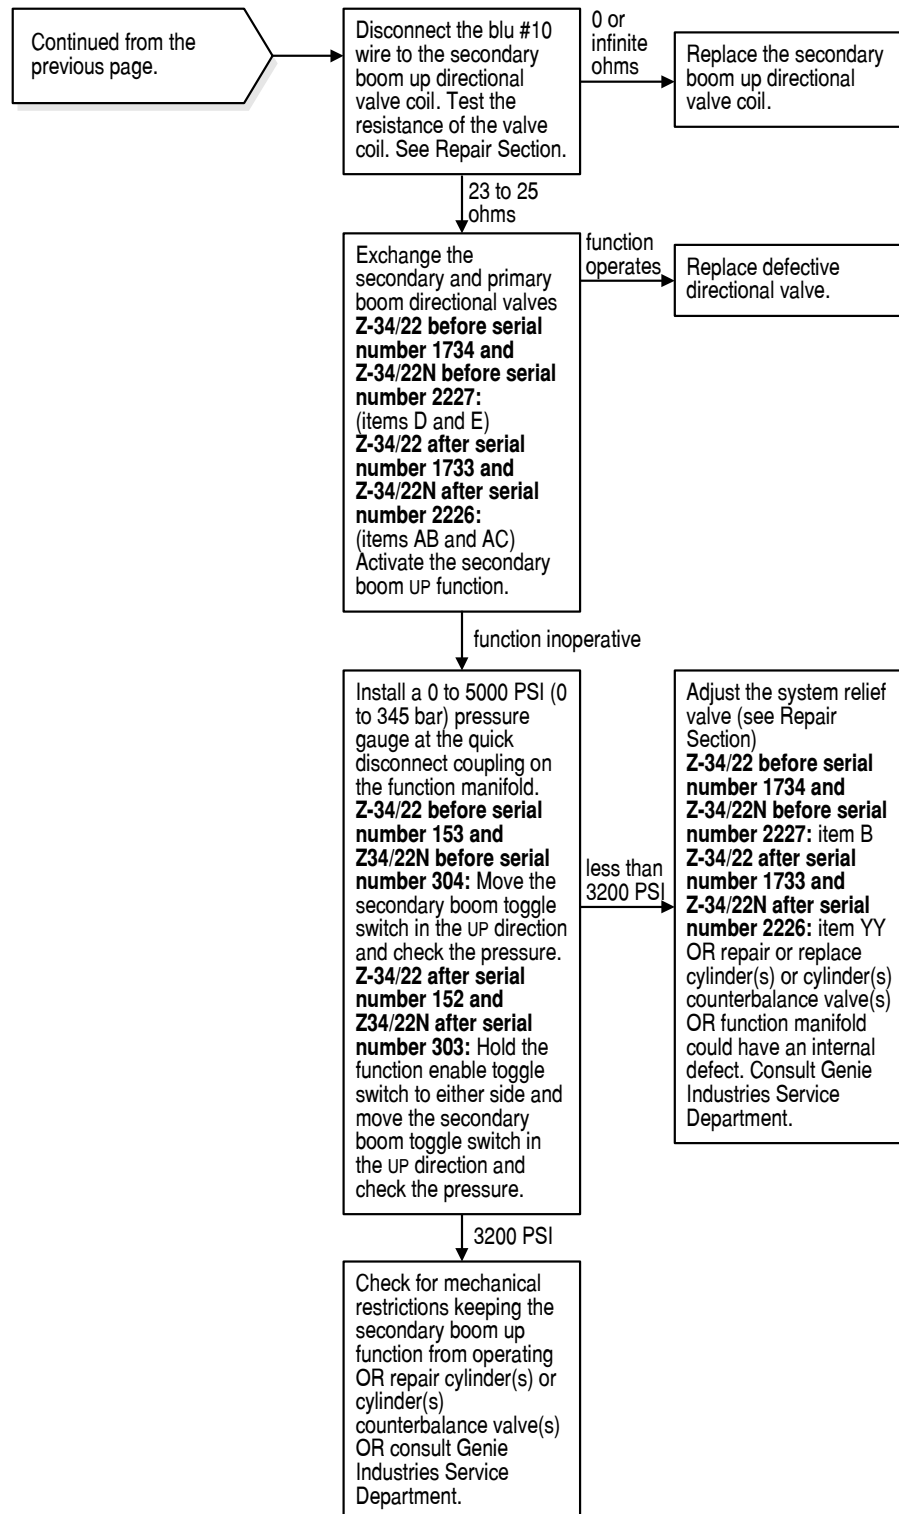 Continued from the
previous page.
Disconnect the blu #10
wire to the secondary
boom up directional
valve coil. Test the
resistance of the valve
coil. See Repair Section.
0 or
infinite
ohms
Replace the secondary
boom up directional
valve coil.
23 to 25
ohms
Exchange the
secondary and primary
boom directional valves
Z-34/22 before serial
number 1734 and
Z-34/22N before serial
number 2227:
(items D and E)
Z-34/22 after serial
number 1733 and
Z-34/22N after serial
number 2226:
(items AB and AC)
Activate the secondary
boom UP function.
function
operates
Replace defective
directional valve.
function inoperative
Install a 0 to 5000 PSI (0
to 345 bar) pressure
gauge at the quick
disconnect coupling on
the function manifold.
Z-34/22 before serial
number 153 and
Z34/22N before serial
number 304: Move the
secondary boom toggle
switch in the UP direction
and check the pressure.
Z-34/22 after serial
number 152 and
Z34/22N after serial
number 303: Hold the
function enable toggle
switch to either side and
move the secondary
boom toggle switch in
the UP direction and
check the pressure.
less than
3200 PSI
Adjust the system relief
valve (see Repair
Section)
Z-34/22 before serial
number 1734 and
Z-34/22N before serial
number 2227: item B
Z-34/22 after serial
number 1733 and
Z-34/22N after serial
number 2226: item YY
OR repair or replace
cylinder(s) or cylinder(s)
counterbalance valve(s)
OR function manifold
could have an internal
defect. Consult Genie
Industries Service
Department.
3200 PSI
Check for mechanical
restrictions keeping the
secondary boom up
function from operating
OR repair cylinder(s) or
cylinder(s)
counterbalance valve(s)
OR consult Genie
Industries Service
Department.